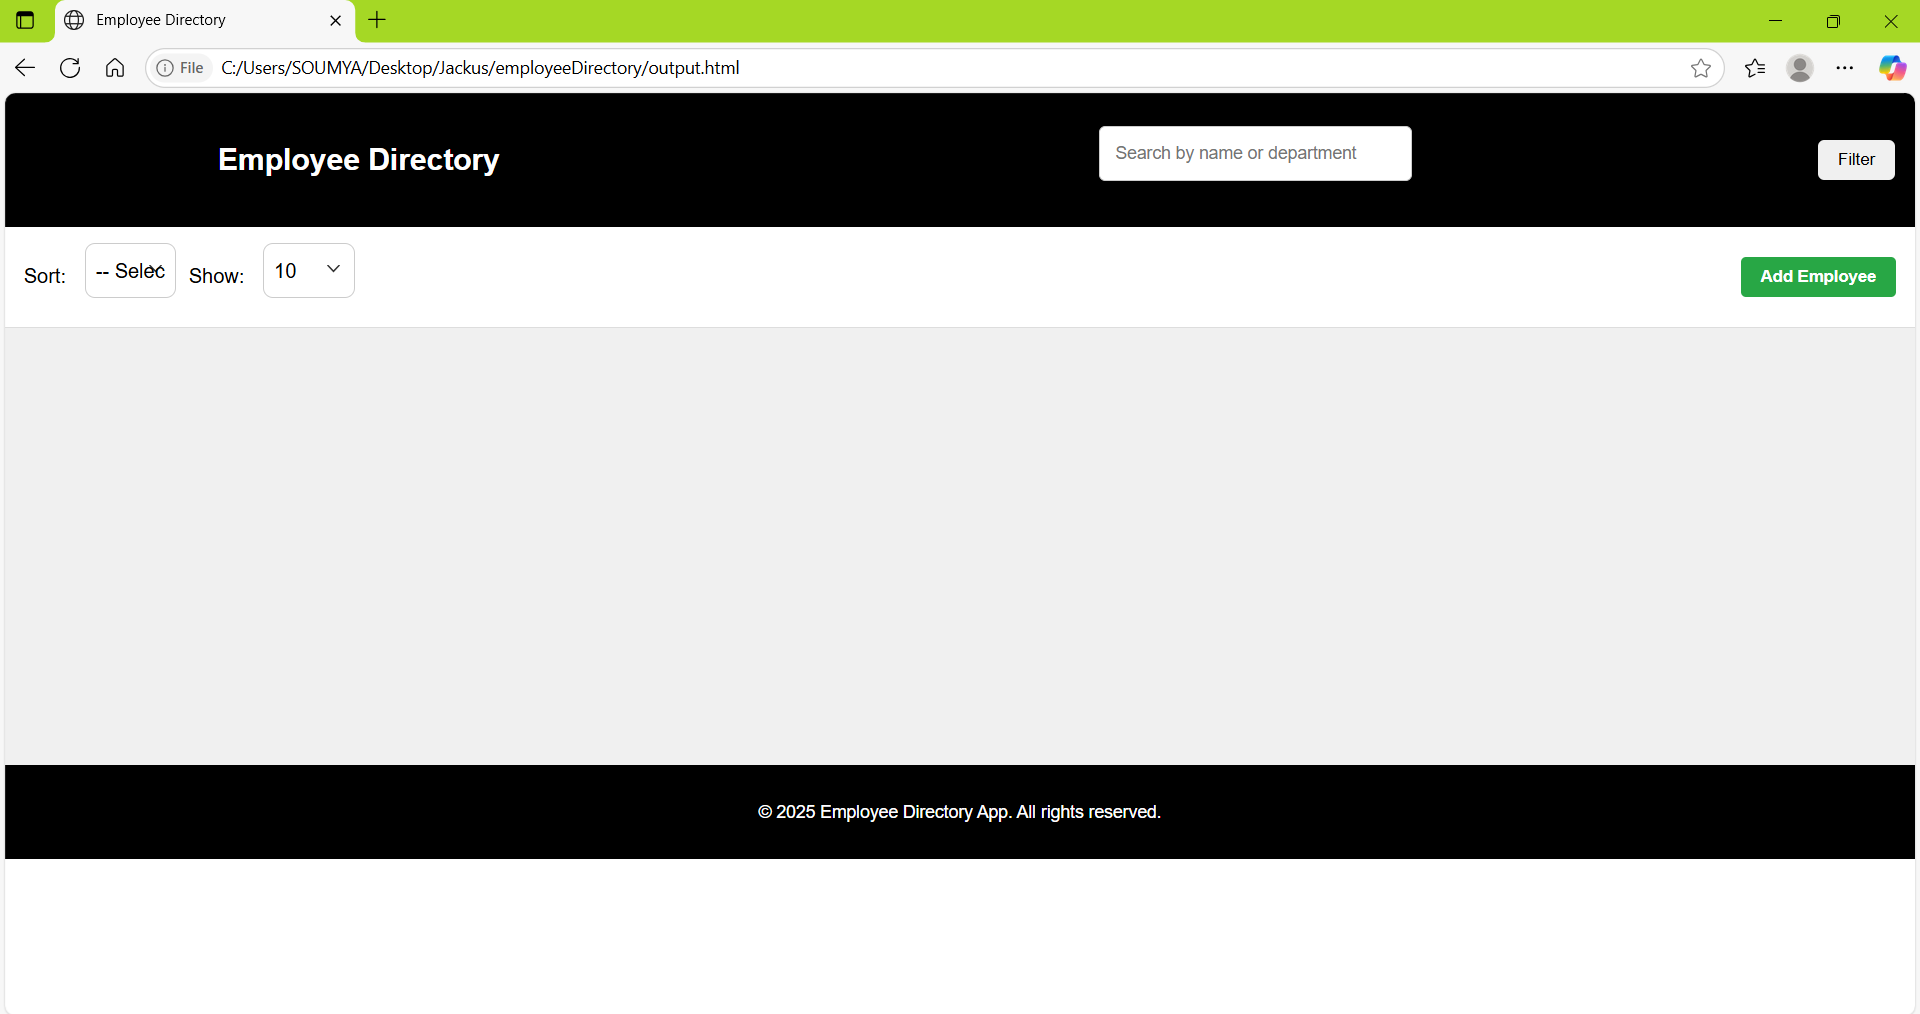 Employee Directory
File C:/Users/SOUMYA/Desktop/Jackus/employeeDirectory/output.html
Employee Directory
Search by name or department
Filter
Sort: -- Selec Show: 10
Add Employee
© 2025 Employee Directory App. All rights reserved.